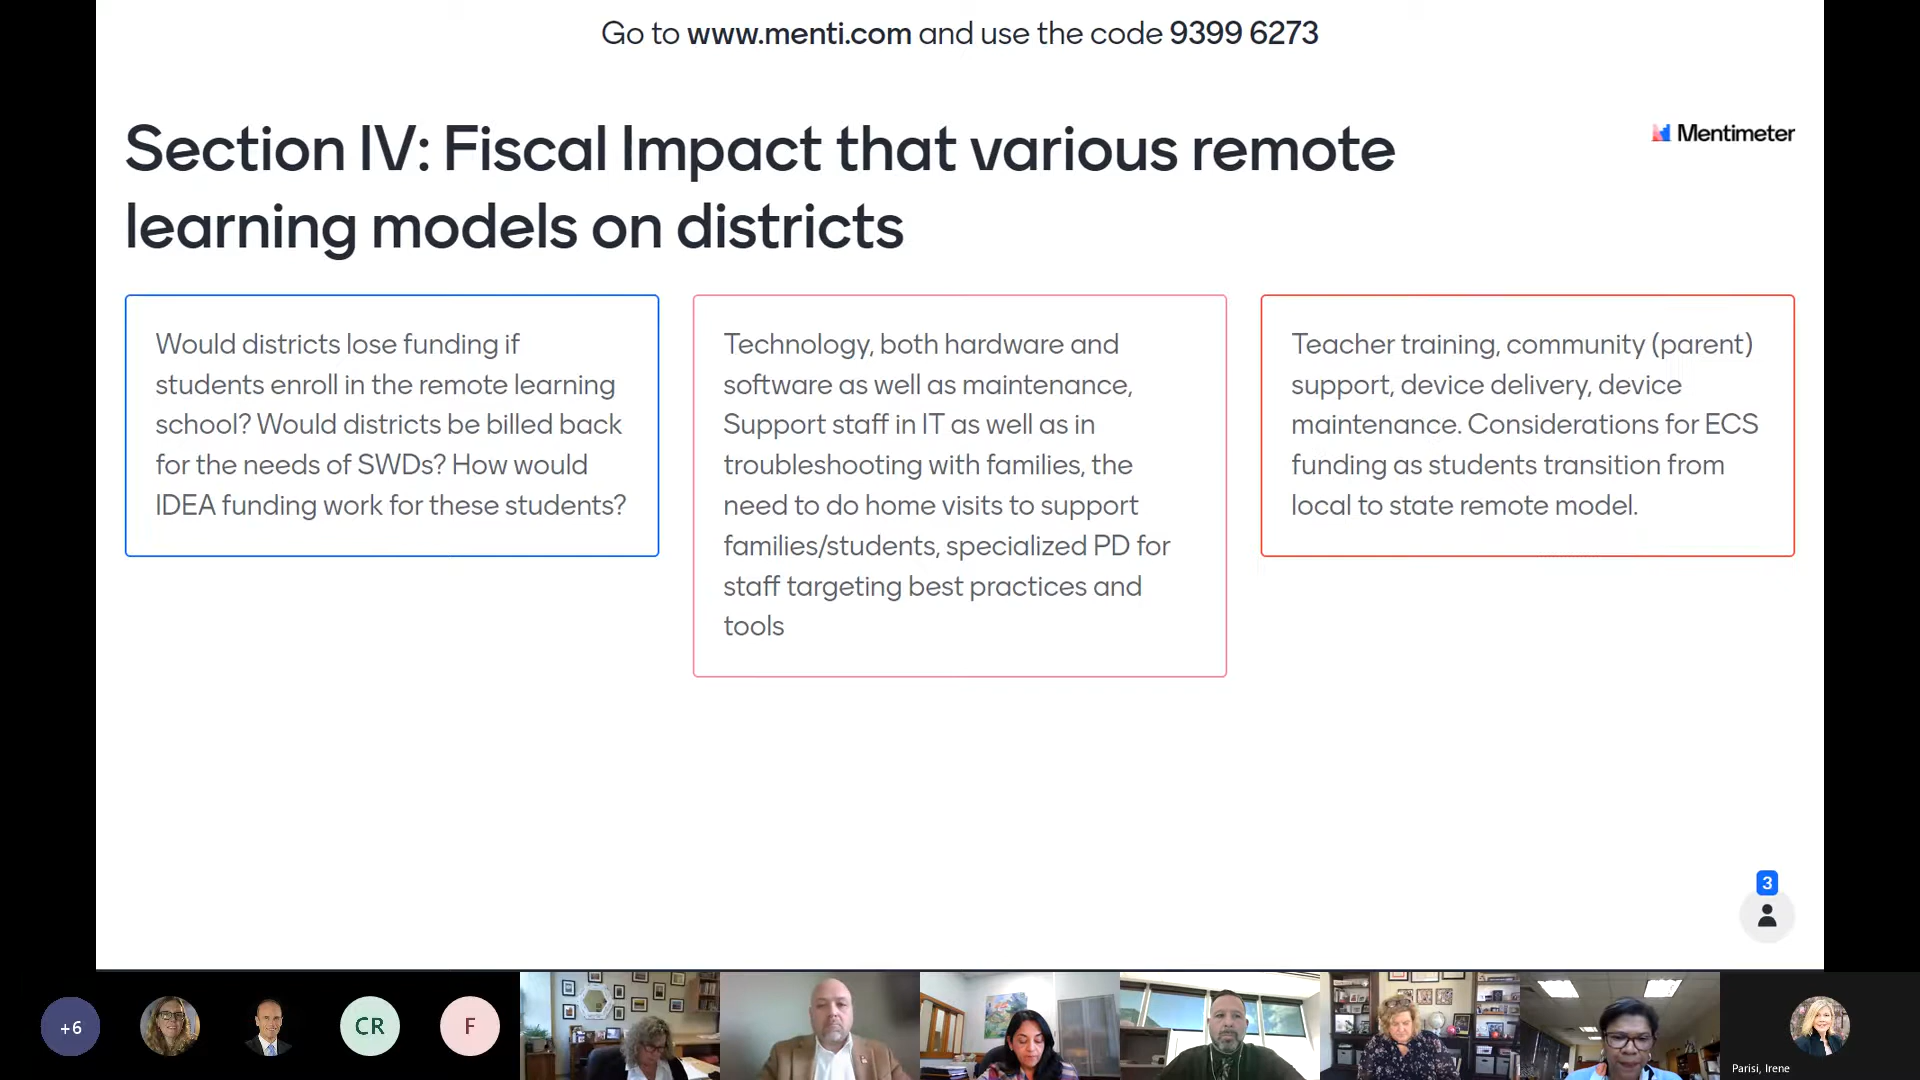 Go to www.menti.com and use the code 9399 6273
Section IV: Fiscal Impact that various remote
learning models on districts
Mentimeter
Would districts lose funding if
students enroll in the remote learning
school? Would districts be billed back
for the needs of SWDs? How would
IDEA funding work for these students?
Technology, both hardware and
software as well as maintenance,
Support staff in IT as well as in
troubleshooting with families, the
need to do home visits to support
families/students, specialized PD for
staff targeting best practices and
tools
Teacher training, community (parent)
support, device delivery, device
maintenance. Considerations for ECS
funding as students transition from
local to state remote model.
3
+6
CR
F
Parisi, Irene